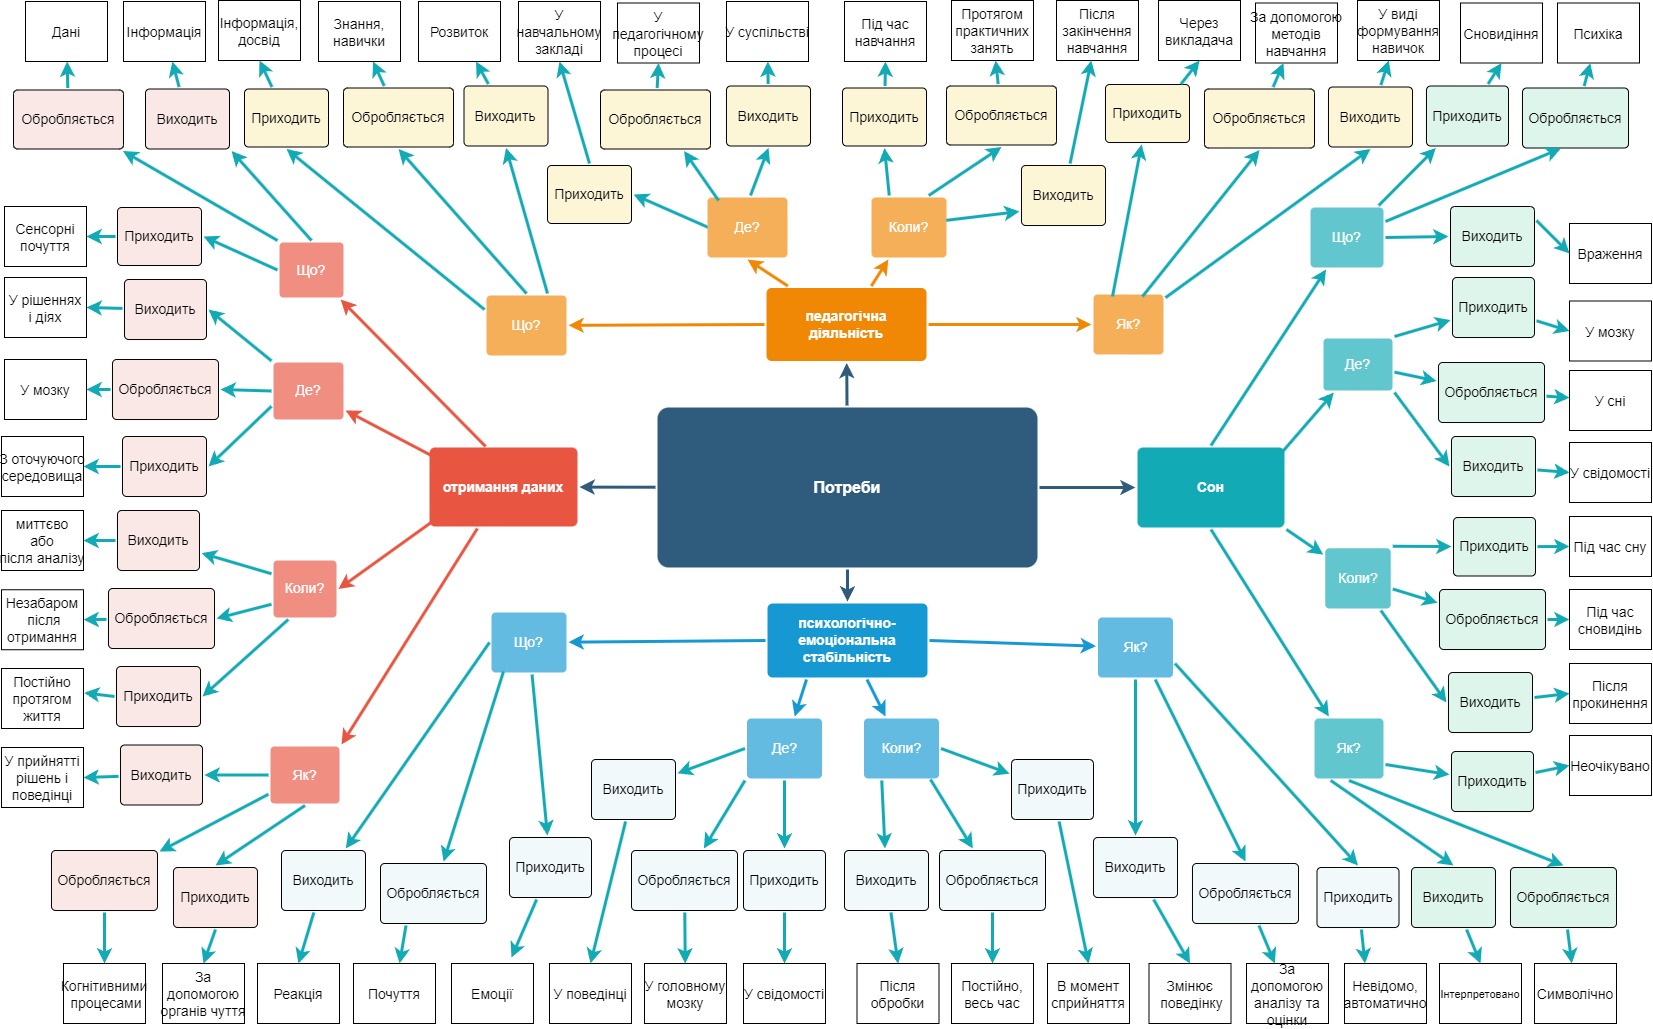 Дані
Інформація
Інформація,
досвід
Знання,
навички
Розвиток
У
навчальному
закладі
У
педагогічному
процесі
У суспільстві
Під час
навчання
Протягом
практичних
занять
Після
закінчення
навчання
Через
викладача
За допомогою
методів
навчання
У виді
формування
навичок
Сновидіння
Психіка
Обробляється
Виходить
Приходить
Обробляється
Виходить
Обробляється
Виходить
Приходить
Обробляється
Приходить
Обробляється
Виходить
Приходить
Обробляється
Приходить
Виходить
Сенсорні
почуття
Приходить
Що?
Де?
Коли?
Що?
Виходить
Враження
У рішеннях
і діях
Виходить
Що?
педагогічна
діяльність
Як?
Приходить
У мозку
У мозку
Обробляється
Де?
Де?
Обробляється
У сні
З оточуючого
середовища
Приходить
отримання даних
Потреби
Сон
Виходить
У свідомості
миттєво
або
після аналізу
Виходить
Коли?
Коли?
Приходить
Під час сну
Незабаром
після
отримання
Обробляється
Обробляється
Під час
сновидінь
Постійно
протягом
життя
Приходить
Що?
психологічно-
емоціональна
стабільність
Як?
Виходить
Після
прокинення
У прийнятті
рішень і
поведінці
Виходить
Як?
Де?
Коли?
Як?
Приходить
Неочікувано
Виходить
Приходить
Обробляється
Приходить
Виходить
Обробляється
Приходить
Обробляється
Приходить
Виходить
Обробляється
Виходить
Обробляється
Приходить
Виходить
Обробляється
Когнітивними
процесами
За
допомогою
органів чуття
Реакція
Почуття
Емоції
У поведінці
У головному
мозку
У свідомості
Після
обробки
Постійно,
весь час
В момент
сприйняття
Змінює
поведінку
За
допомогою
аналізу та
оцінки
Невідомо,
автоматично
Інтерпретовано
Символічно